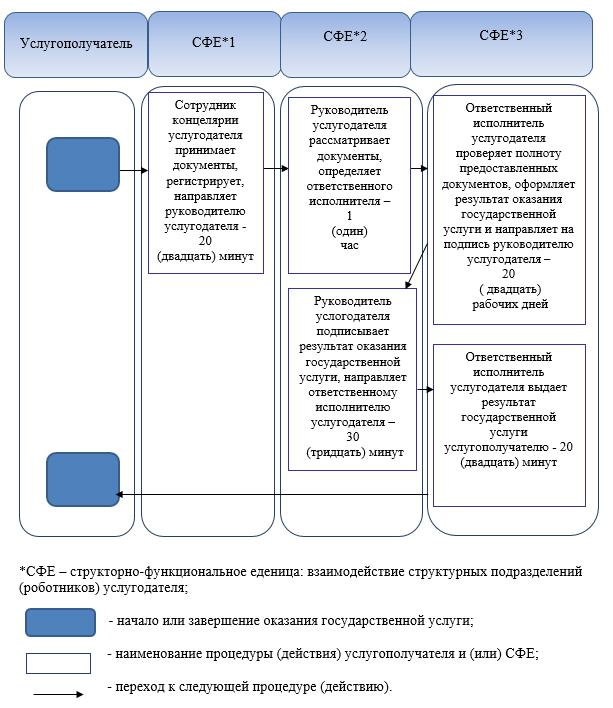 Услугополучатель
СФЕ*1
СФЕ*2
СФЕ*3
Сотрудник
концелярии
услугодателя
принимает
документы,
регистрирует,
направляет
руководителю
услугодателя -
20
(двадцать) минут
Руководитель
услугодателя
рассматривает
документы,
определяет
ответственного
исполнителя –
1
(один)
час
Ответственный
исполнитель
услугодателя
проверяет полноту
предоставленных
документов, оформляет
результат оказания
государственной
услуги и направляет на
подпись руководителю
услугодателя –
20
( двадцать)
рабочих дней
Руководитель
услогодателя
подписывает
результат оказания
государственной
услуги, направляет
ответственному
исполнителю
услугодателя –
30
(тридцать) минут
Ответственный
исполнитель
услугодателя выдает
результат
государственной
услуги
услугополучателю - 20
(двадцать) минут
*СФЕ – структорно-функциональное еденица: взаимодействие структурных подразделений
(роботников) услугодателя;
- начало или завершение оказания государственной услуги;
- наименование процедуры (действия) услугополучателя и (или) СФЕ;
- переход к следующей процедуре (действию).